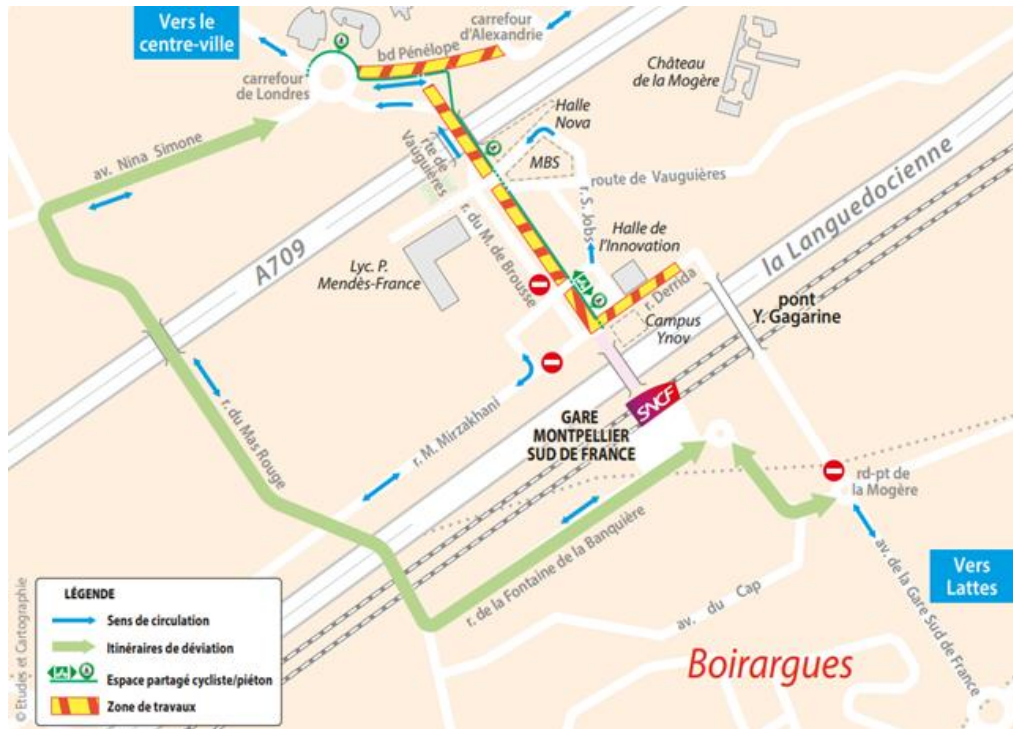 Vers le
centre-ville
carrefour
d'Alexandrie
bd Pénélope
carrefour
de Londres
Château
de la Mogère
Halle
Nova
MBS
rte de
Vauguières
av. Nina Simone
route de Vauguières
la Languedocienne
r. S. Jobs
A709
Lyc. P.
Mendès-France
r. du M. de Brousse
Halle de
l'Innovation
r. Derrida
Campus
Ynov
pont
Y. Gagarine
SNCF
GARE
MONTPELLIER
SUD DE FRANCE
r. du Mas Rouge
r. M. Mirzakhani
rd-pt de
la Mogère
r. de la Fontaine de la Banquière
av. de la Gare Sud de France
Vers
Lattes
av. du Cap
Boirargues
LÉGENDE
Sens de circulation
Itinéraires de déviation
Espace partagé cycliste/piéton
Zone de travaux
© Etudes et Cartographie